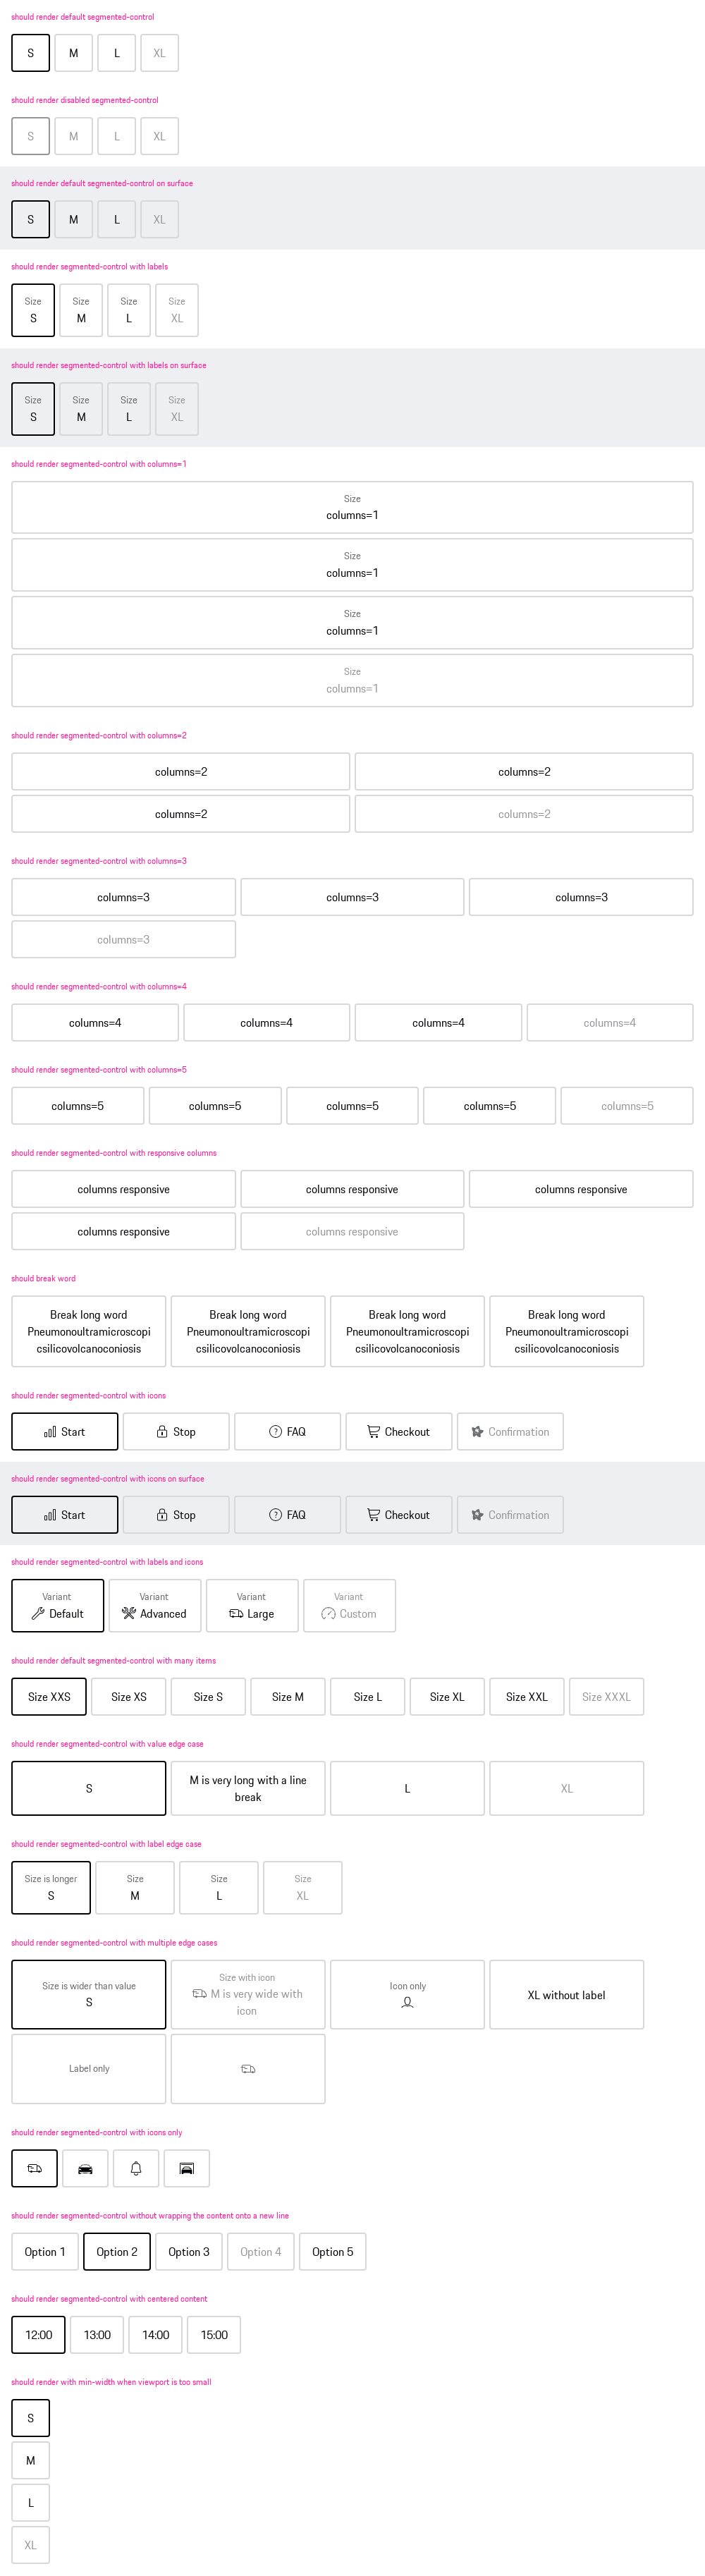 should render default segmented-control
S M L XL
should render disabled segmented-control
S M L XL
should render default segmented-control on surface
S M L XL
should render segmented-control with labels
Size Size Size Size
S M L XL
should render segmented-control with labels on surface
Size Size Size Size
S M L XL
should render segmented-control with columns=1
Size
columns=1
Size
columns=1
Size
columns=1
Size
columns=1
should render segmented-control with columns=2
columns=2 columns=2
columns=2 columns=2
should render segmented-control with columns=3
columns=3 columns=3 columns=3
columns=3
should render segmented-control with columns=4
columns=4 columns=4 columns=4 columns=4
should render segmented-control with columns=5
columns=5 columns=5 columns=5 columns=5 columns=5
should render segmented-control with responsive columns
columns responsive columns responsive columns responsive
columns responsive columns responsive
should break word
Break long word Break long word Break long word Break long word
Pneumonoultramicroscopi Pneumonoultramicroscopi Pneumonoultramicroscopi Pneumonoultramicroscopi
csilicovolcanoconiosis csilicovolcanoconiosis csilicovolcanoconiosis csilicovolcanoconiosis
should render segmented-control with icons
Start Stop FAQ Checkout Confirmation
should render segmented-control with icons on surface
Start Stop FAQ Checkout Confirmation
should render segmented-control with labels and icons
Variant Variant Variant Variant
Default Advanced Large Custom
should render default segmented-control with many items
Size XXS Size XS Size S Size M Size L Size XL Size XXL Size XXXL
should render segmented-control with value edge case
S M is very long with a line L XL
break
should render segmented-control with label edge case
Size is longer Size Size Size
S M L XL
should render segmented-control with multiple edge cases
Size is wider than value
S
Size with icon
M is very wide with
icon
Icon only
XL without label
Label only
should render segmented-control with icons only
should render segmented-control without wrapping the content onto a new line
Option 1 Option 2 Option 3 Option 4 Option 5
should render segmented-control with centered content
12:00 13:00 14:00 15:00
should render with min-width when viewport is too small
S
M
L
XL